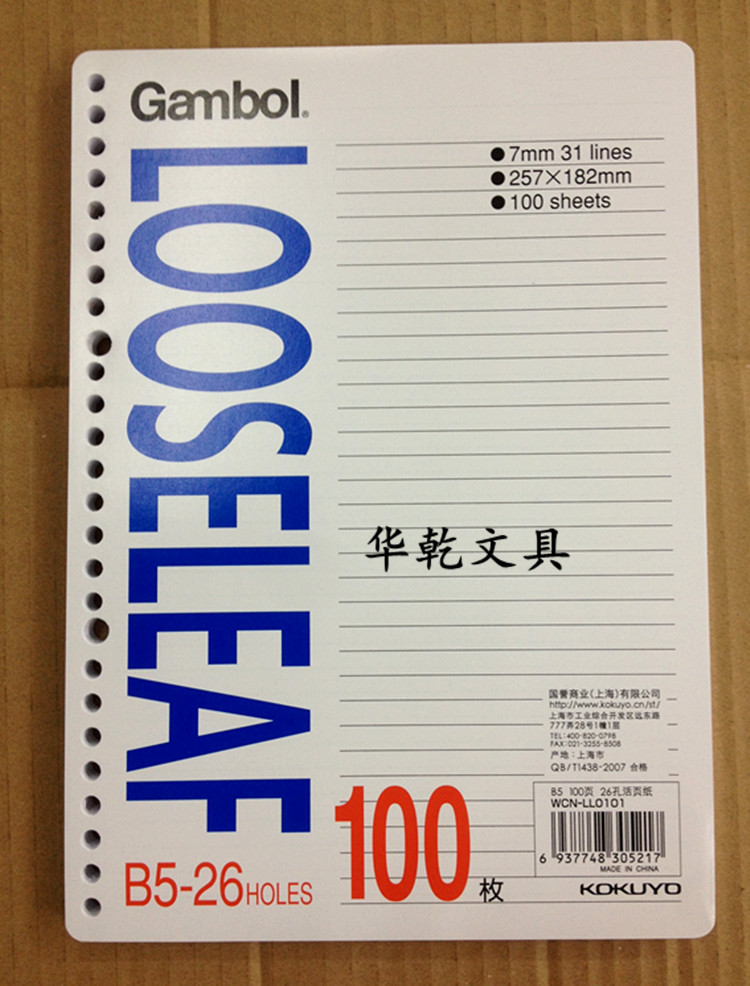 Gambol®
LOOSELEAF
●7mm 31 lines
●257×182mm
●100 sheets
华乾文具
国誉商业(上海)有限公司
http://www.kokuyo.cn/st/
上海市工业综合开发区远东路
777弄28号1幢1层
TEL:400-820-0798
FAX:021-3255-8508
产地:上海市
QB/T1438-2007 合格
B5 100页 26孔活页纸
WCN-LL0101
6 937748 305217
MADE IN CHINA
B5-26HOLES
100枚
KOKUYO